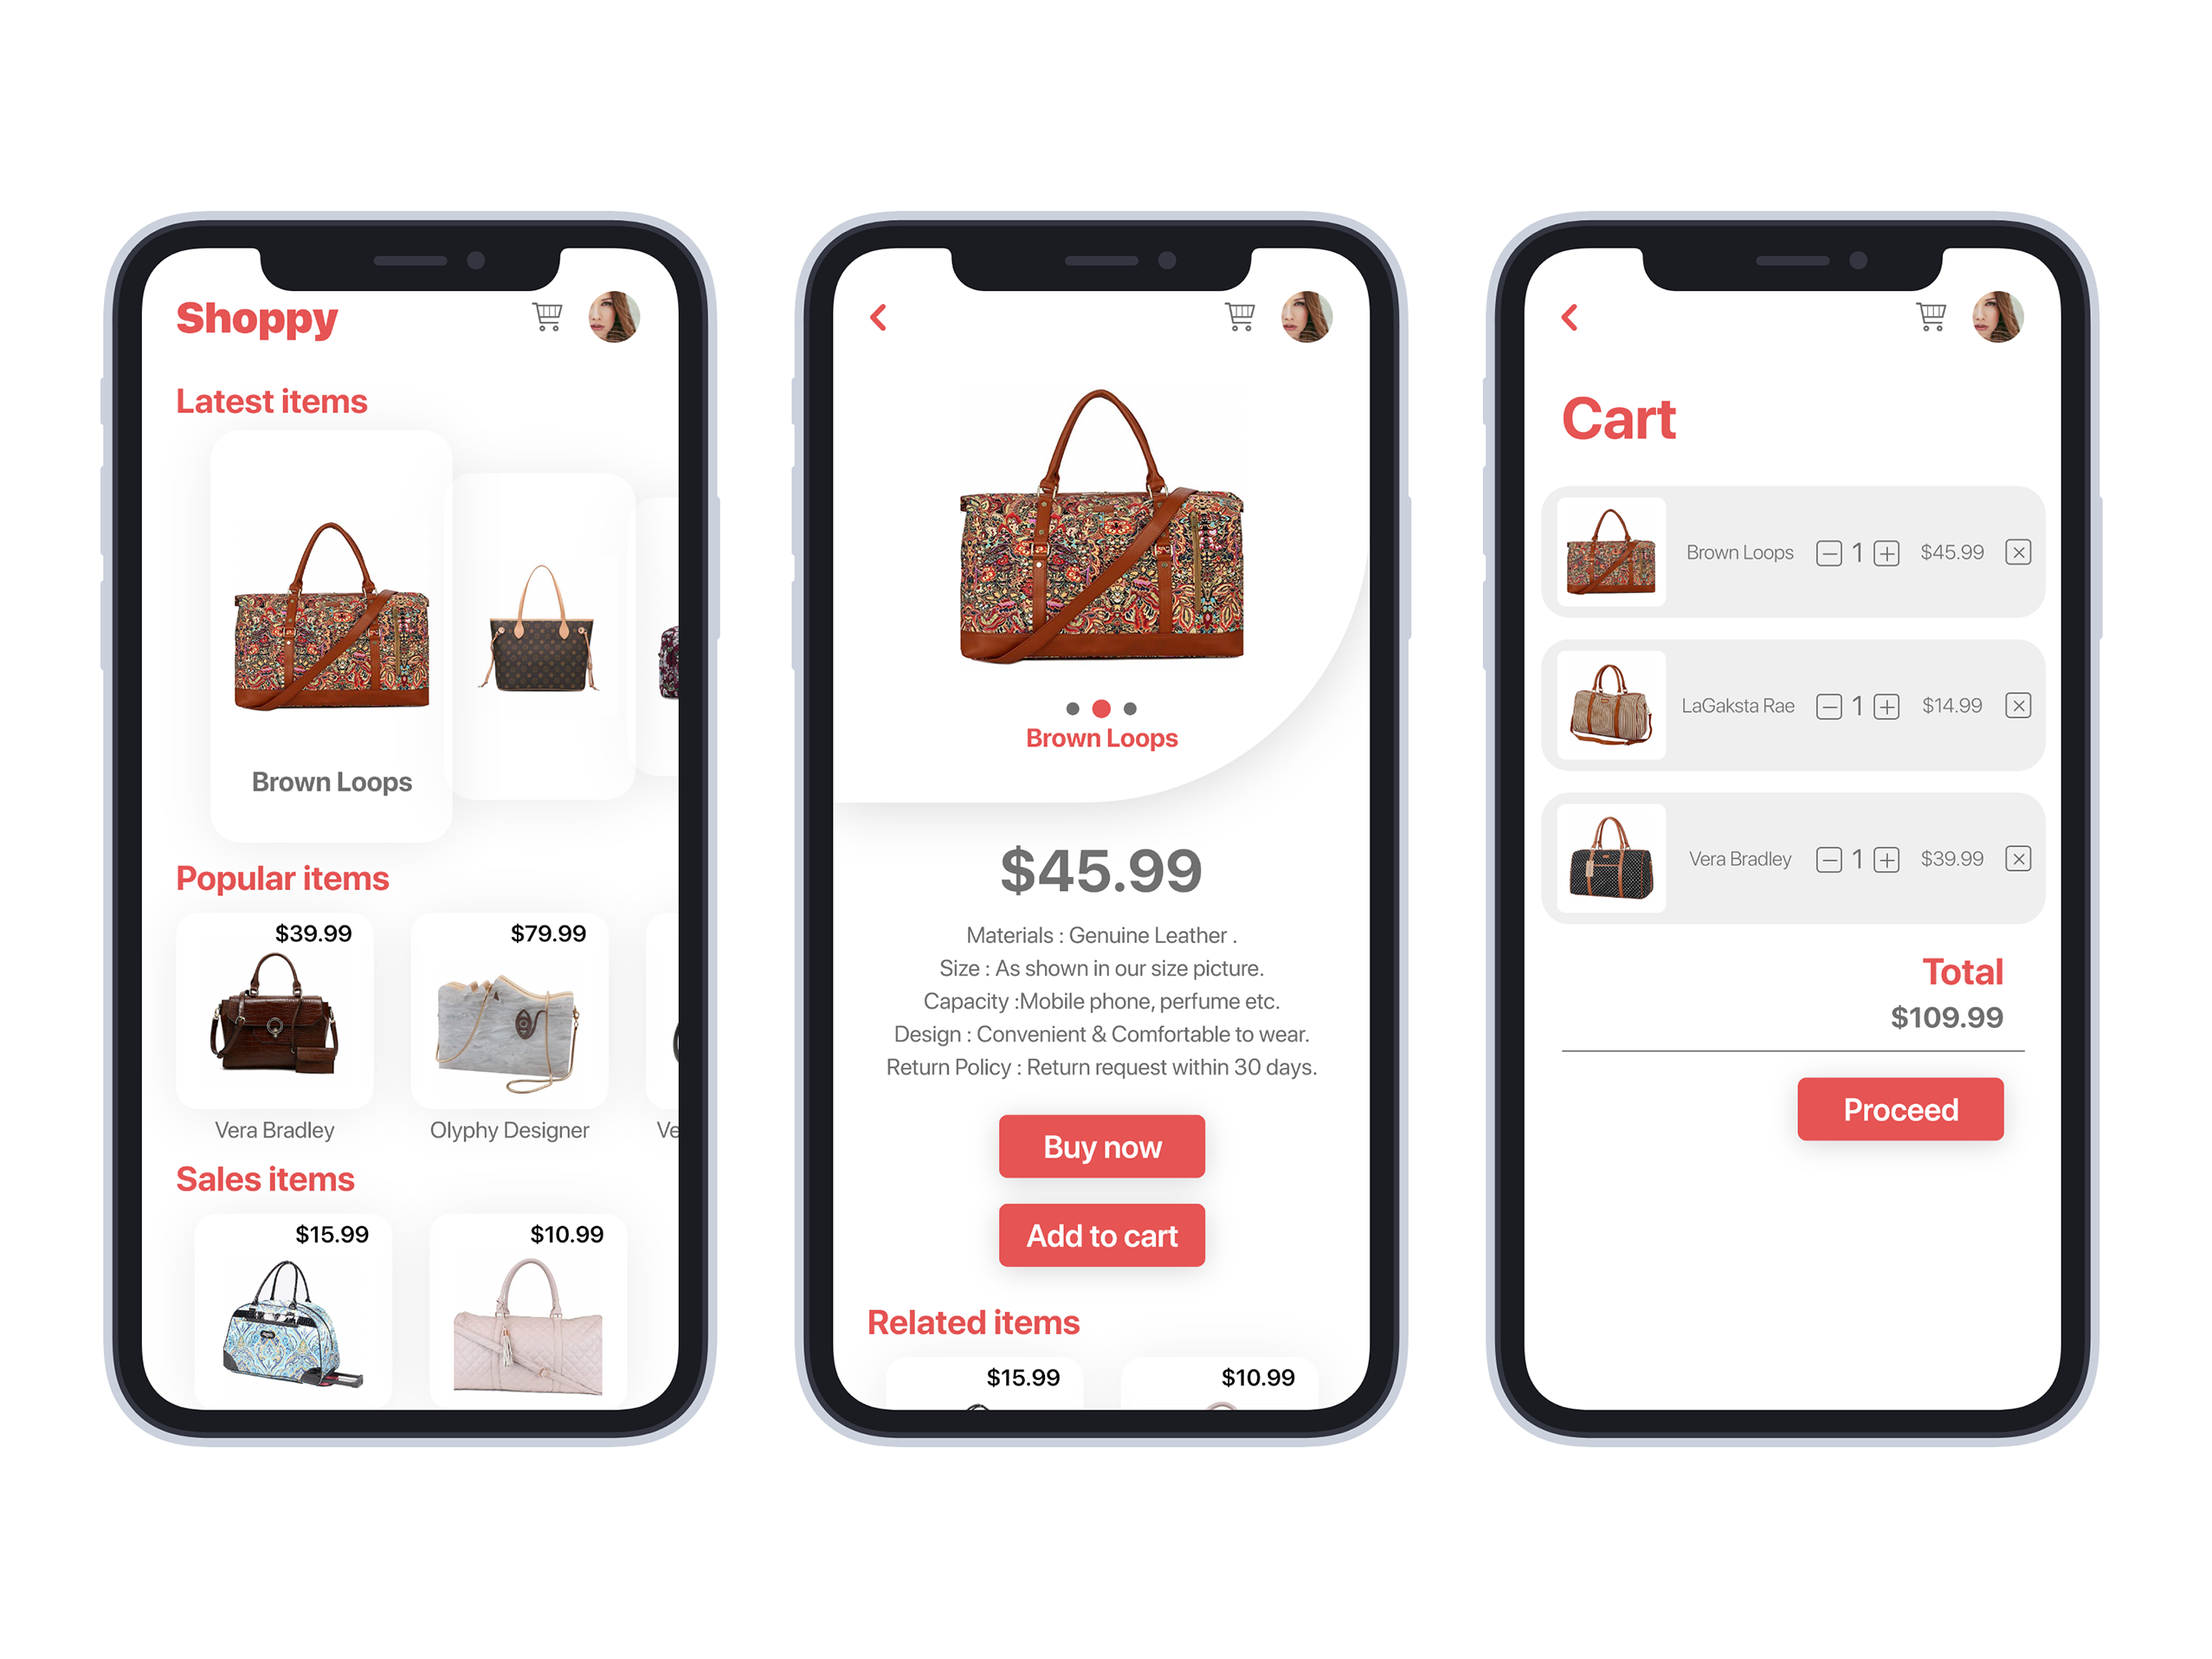 Shoppy
Latest items
Brown Loops
Popular items
$39.99
$79.99
Vera Bradley
Olyphy Designer
Ve
Sales items
$15.99
$10.99
Brown Loops
$45.99
Materials : Genuine Leather .
Size : As shown in our size picture.
Capacity :Mobile phone, perfume etc.
Design : Convenient & Comfortable to wear.
Return Policy : Return request within 30 days.
Buy now
Add to cart
Related items
$15.99
$10.99
Cart
Brown Loops 1 $45.99
LaGaksta Rae 1 $14.99
Vera Bradley 1 $39.99
Total
$109.99
Proceed